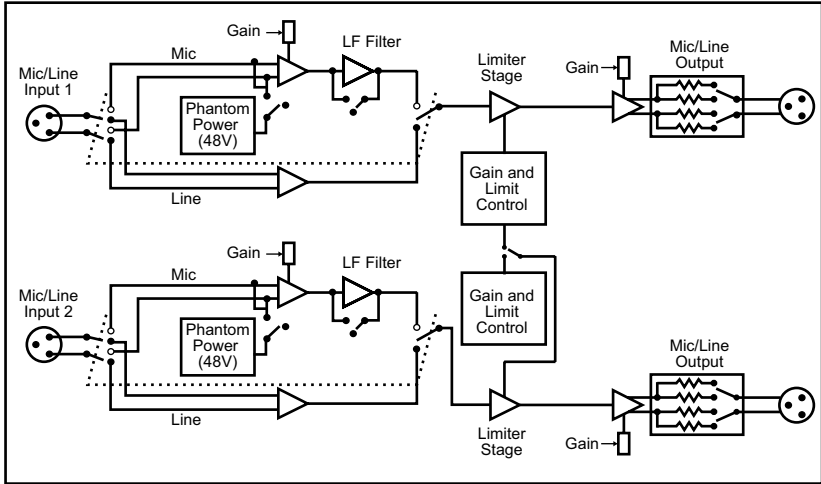 Gain
Mic
LF Filter
Mic/Line
Input 1
Phantom
Power
(48V)
Line
Limiter
Stage
Gain
Mic/Line
Output
Gain and
Limit
Control
Gain
Mic
LF Filter
Mic/Line
Input 2
Phantom
Power
(48V)
Line
Gain and
Limit
Control
Limiter
Stage
Mic/Line
Output
Gain